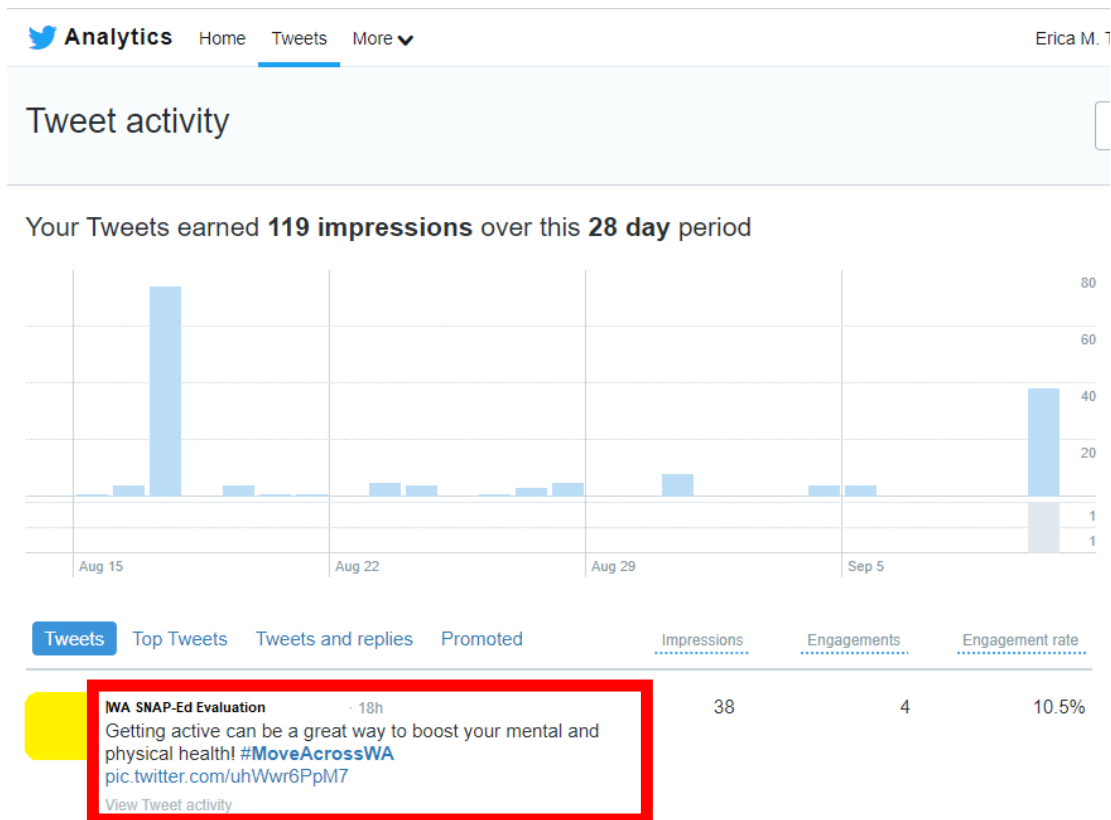 Analytics Home Tweets More Erica M.
Tweet activity
Your Tweets earned 119 impressions over this 28 day period
80
60
40
20
1
1
Aug 15 Aug 22 Aug 29 Sep 5
Tweets Top Tweets Tweets and replies Promoted Impressions Engagements Engagement rate
WA SNAP-Ed Evaluation · 18h 38 4 10.5%
Getting active can be a great way to boost your mental and
physical health! #MoveAcrossWA
pic.twitter.com/uhWwr6PpM7
View Tweet activity